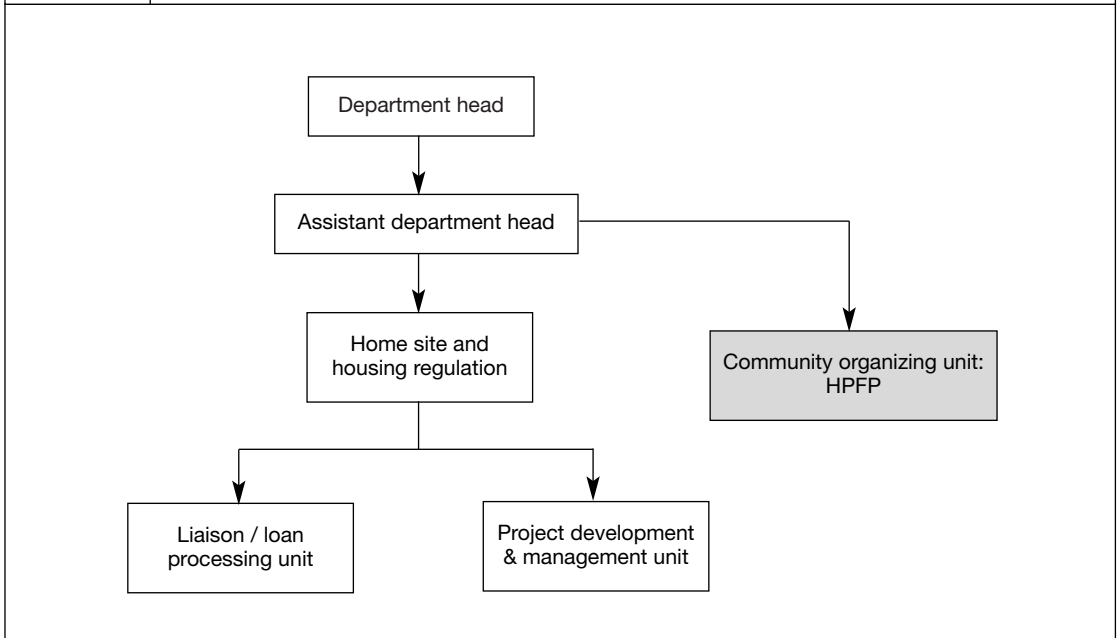 Department head
Assistant department head
Home site and
housing regulation
Community organizing unit:
HPFP
Liaison / loan
processing unit
Project development
& management unit